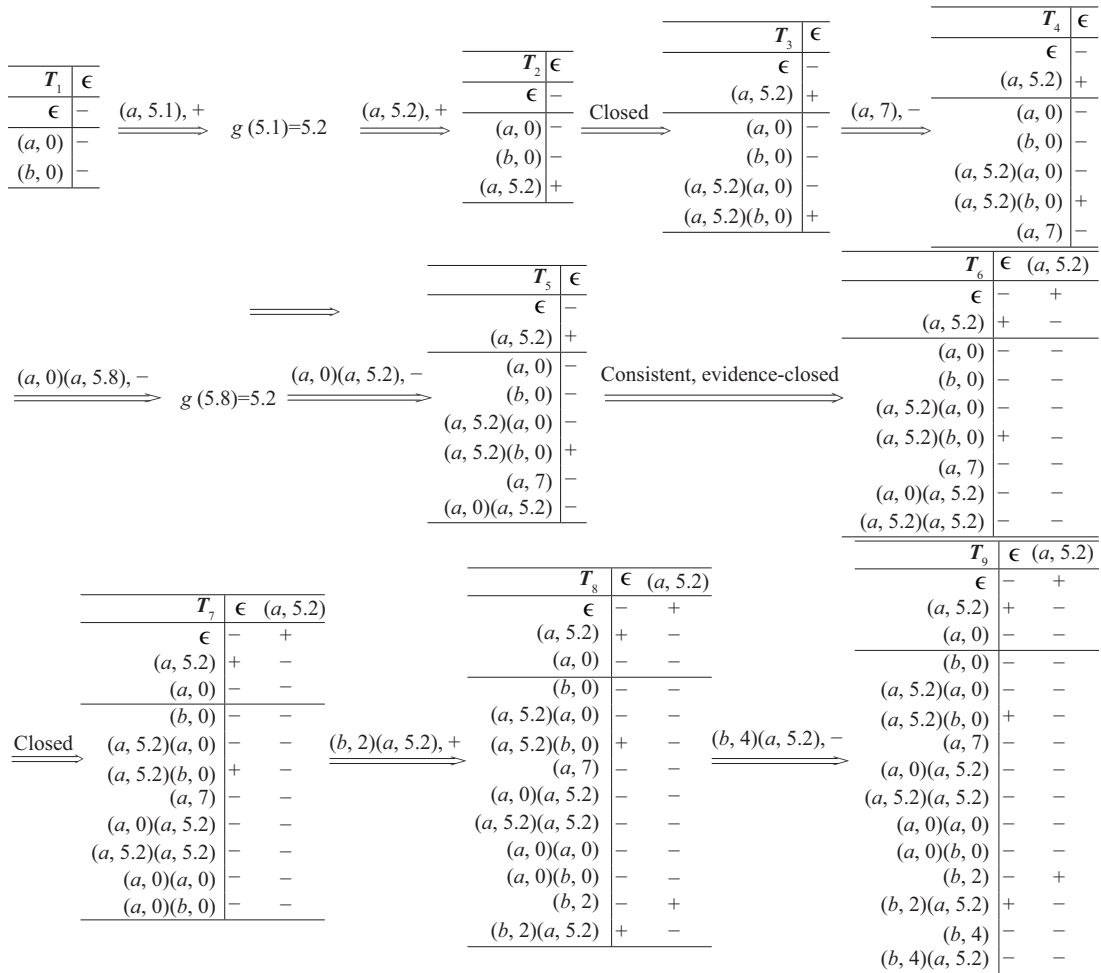 T₁ ϵ
ϵ −
(a, 0) −
(b, 0) −
(a, 5.1), +
g (5.1)=5.2
(a, 5.2), +
T₂ ϵ
ϵ −
(a, 0) −
(b, 0) −
(a, 5.2) +
Closed
T₃ ϵ
ϵ −
(a, 5.2) +
(a, 0) −
(b, 0) −
(a, 5.2)(a, 0) −
(a, 5.2)(b, 0) +
(a, 7), −
T₄ ϵ
ϵ −
(a, 5.2) +
(a, 0) −
(b, 0) −
(a, 5.2)(a, 0) −
(a, 5.2)(b, 0) +
(a, 7) −
(a, 0)(a, 5.8), −
g (5.8)=5.2
(a, 0)(a, 5.2), −
T₅ ϵ
ϵ −
(a, 5.2) +
(a, 0) −
(b, 0) −
(a, 5.2)(a, 0) −
(a, 5.2)(b, 0) +
(a, 7) −
(a, 0)(a, 5.2) −
Consistent, evidence-closed
T₆ ϵ (a, 5.2)
ϵ − +
(a, 5.2) + −
(a, 0) − −
(b, 0) − −
(a, 5.2)(a, 0) − −
(a, 5.2)(b, 0) + −
(a, 7) − −
(a, 0)(a, 5.2) − −
(a, 5.2)(a, 5.2) − −
Closed
T₇ ϵ (a, 5.2)
ϵ − +
(a, 5.2) + −
(a, 0) − −
(b, 0) − −
(a, 5.2)(a, 0) − −
(a, 5.2)(b, 0) + −
(a, 7) − −
(a, 0)(a, 5.2) − −
(a, 5.2)(a, 5.2) − −
(a, 0)(a, 0) − −
(a, 0)(b, 0) − −
(b, 2)(a, 5.2), +
T₈ ϵ (a, 5.2)
ϵ − +
(a, 5.2) + −
(a, 0) − −
(b, 0) − −
(a, 5.2)(a, 0) − −
(a, 5.2)(b, 0) + −
(a, 7) − −
(a, 0)(a, 5.2) − −
(a, 5.2)(a, 5.2) − −
(a, 0)(a, 0) − −
(a, 0)(b, 0) − −
(b, 2) − +
(b, 2)(a, 5.2) + −
(b, 4)(a, 5.2), −
T₉ ϵ (a, 5.2)
ϵ − +
(a, 5.2) + −
(a, 0) − −
(b, 0) − −
(a, 5.2)(a, 0) − −
(a, 5.2)(b, 0) + −
(a, 7) − −
(a, 0)(a, 5.2) − −
(a, 5.2)(a, 5.2) − −
(a, 0)(a, 0) − −
(a, 0)(b, 0) − −
(b, 2) − +
(b, 2)(a, 5.2) + −
(b, 4) − −
(b, 4)(a, 5.2) − −